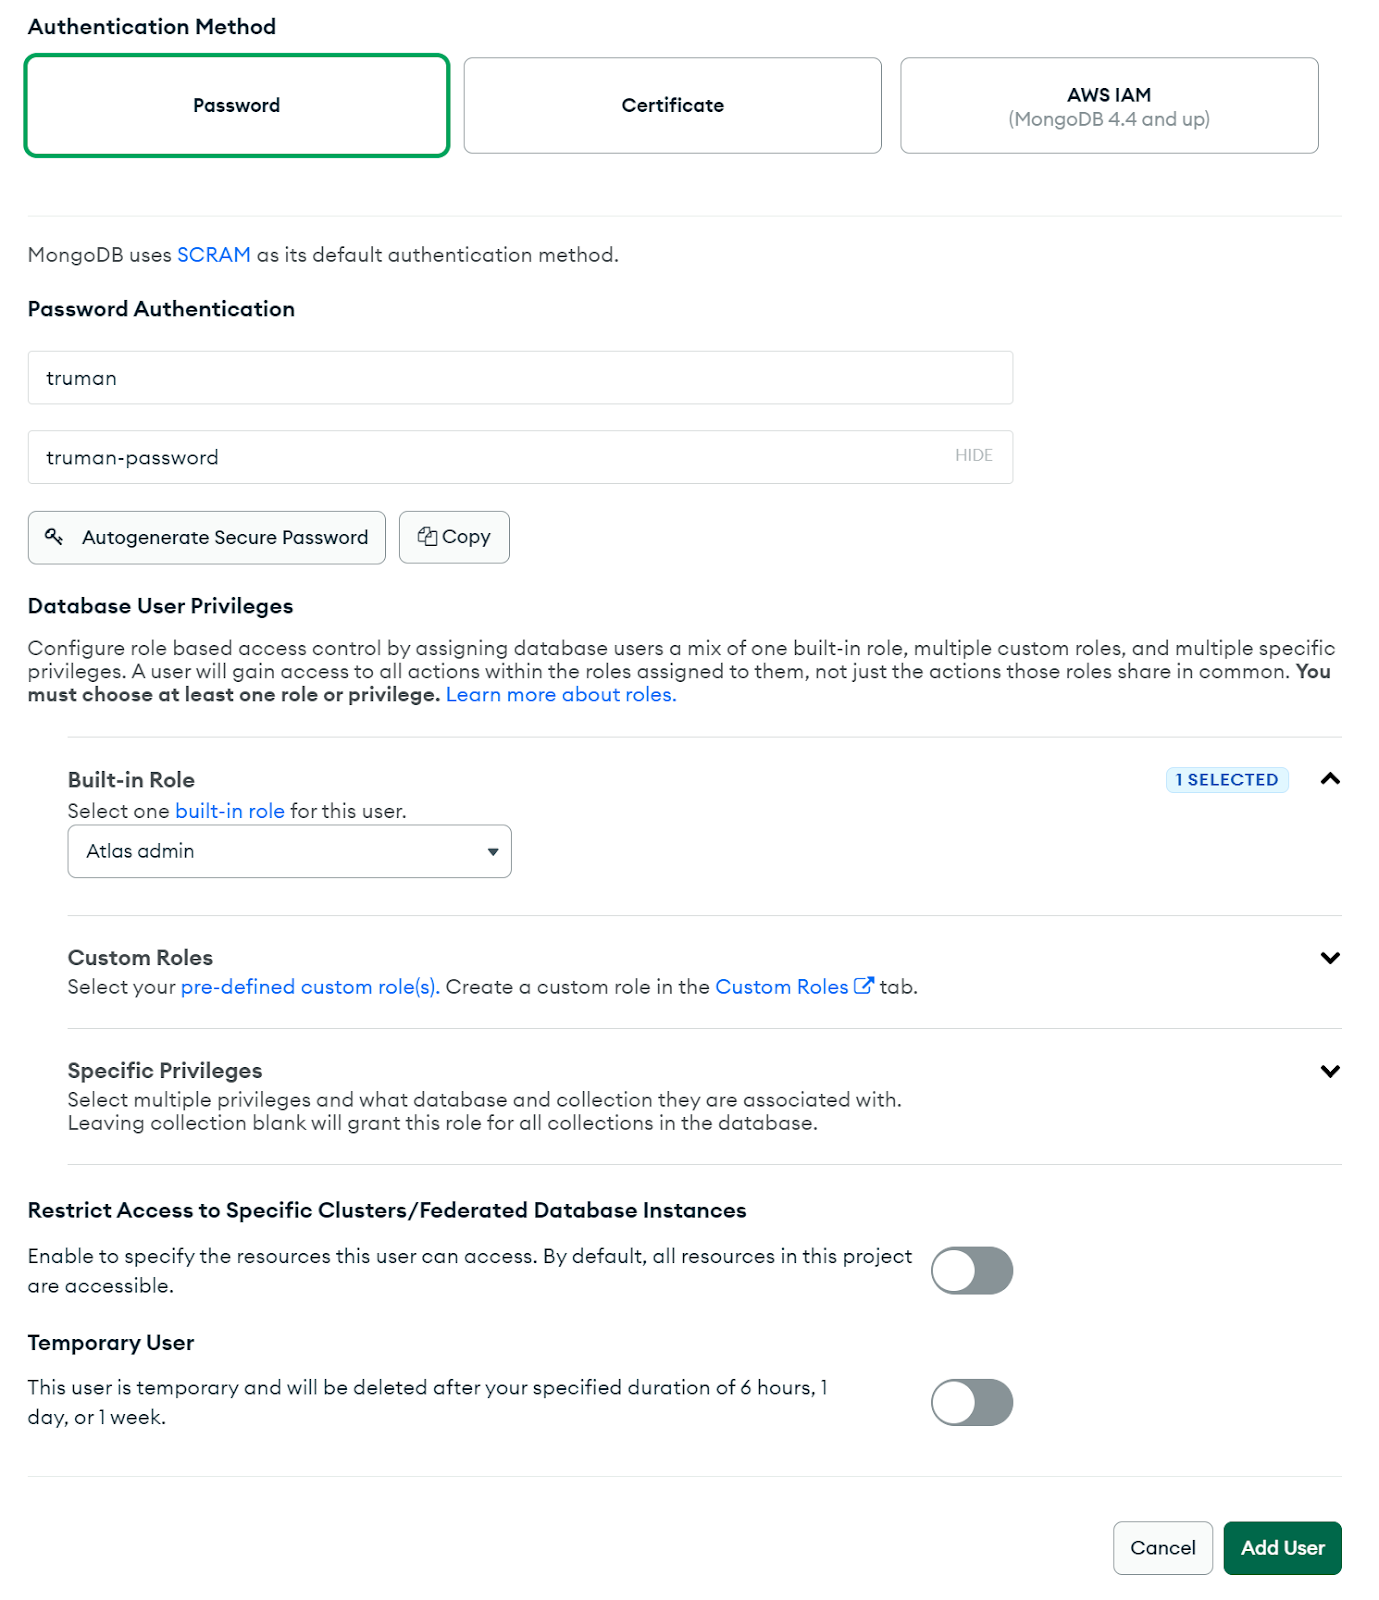 Authentication Method
Password
Certificate
AWS IAM
(MongoDB 4.4 and up)
MongoDB uses SCRAM as its default authentication method.
Password Authentication
truman
truman-password
HIDE
Autogenerate Secure Password
Copy
Database User Privileges
Configure role based access control by assigning database users a mix of one built-in role, multiple custom roles, and multiple specific
privileges. A user will gain access to all actions within the roles assigned to them, not just the actions those roles share in common. You
must choose at least one role or privilege. Learn more about roles.
Built-in Role
1 SELECTED
Select one built-in role for this user.
Atlas admin
Custom Roles
Select your pre-defined custom role(s). Create a custom role in the Custom Roles tab.
Specific Privileges
Select multiple privileges and what database and collection they are associated with.
Leaving collection blank will grant this role for all collections in the database.
Restrict Access to Specific Clusters/Federated Database Instances
Enable to specify the resources this user can access. By default, all resources in this project
are accessible.
Temporary User
This user is temporary and will be deleted after your specified duration of 6 hours, 1
day, or 1 week.
Cancel
Add User